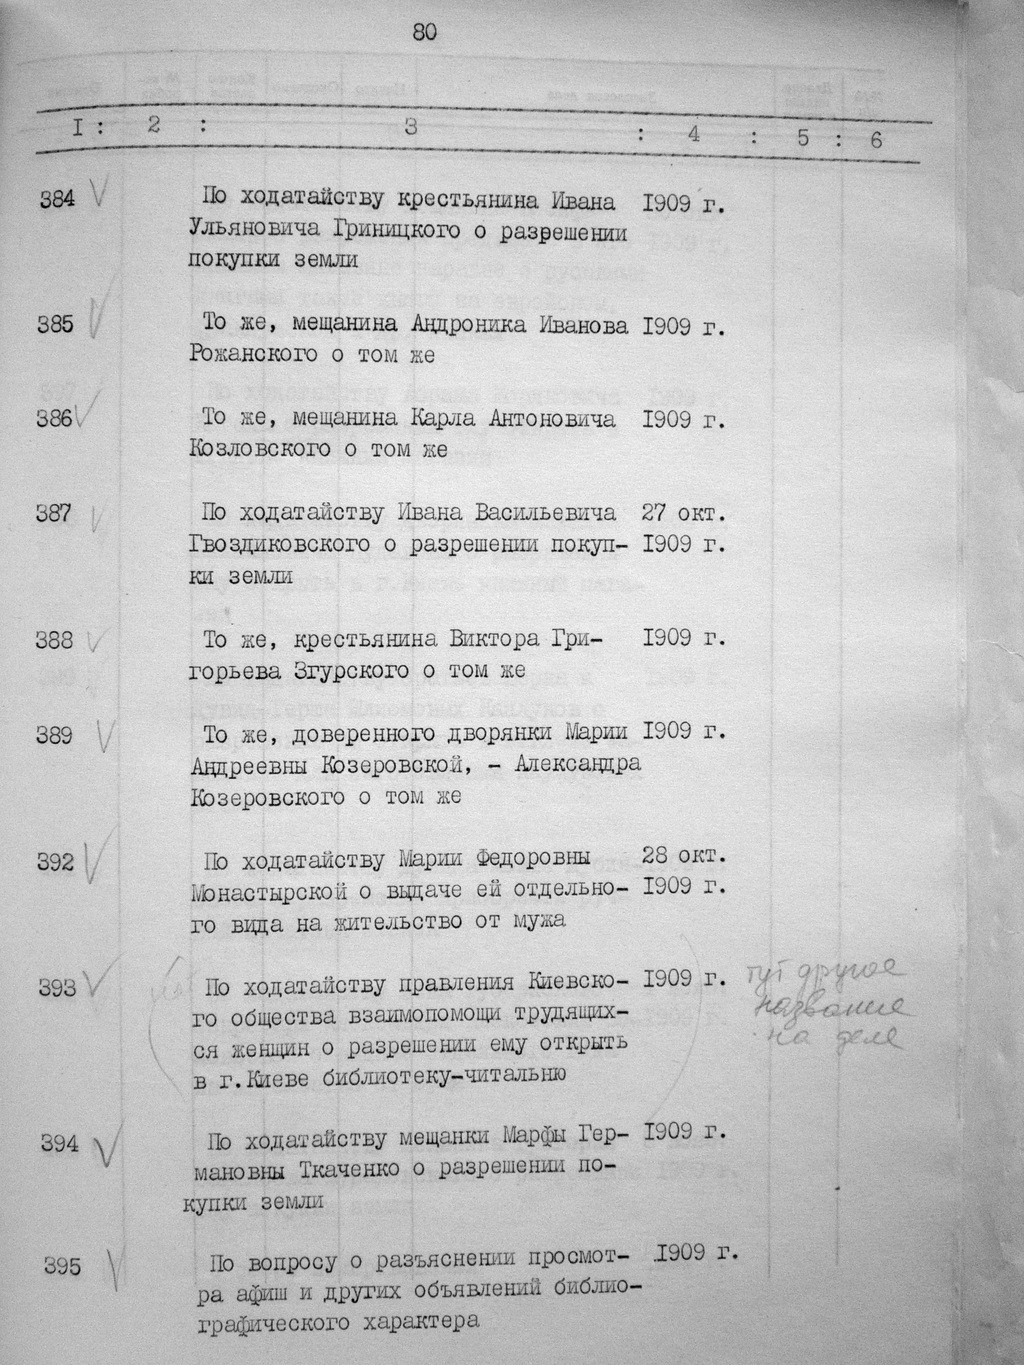 80
I : 2 : 3 : 4 : 5 : 6
384 По ходатайству крестьянина Ивана 1909 г.
Ульяновича Гриницкого о разрешении
покупки земли
385 То же, мещанина Андроника Иванова 1909 г.
Рожанского о том же
386 То же, мещанина Карла Антоновича 1909 г.
Козловского о том же
387 По ходатайству Ивана Васильевича 27 окт.
Гвоздиковского о разрешении покуп- 1909 г.
ки земли
388 То же, крестьянина Виктора Гри- 1909 г.
горьева Згурского о том же
389 То же, доверенного дворянки Марии 1909 г.
Андреевны Козеровской, - Александра
Козеровского о том же
392 По ходатайству Марии Федоровны 28 окт.
Монастырской о выдаче ей отдельно- 1909 г.
го вида на жительство от мужа
393 По ходатайству правления Киевско- 1909 г. тут другое
го общества взаимопомощи трудящих- название
ся женщин о разрешении ему открыть на деле
в г.Киеве библиотеку-читальню
394 По ходатайству мещанки Марфы Гер- 1909 г.
мановны Ткаченко о разрешении по-
купки земли
395 По вопросу о разъяснении просмот- 1909 г.
ра афиш и других объявлений библио-
графического характера